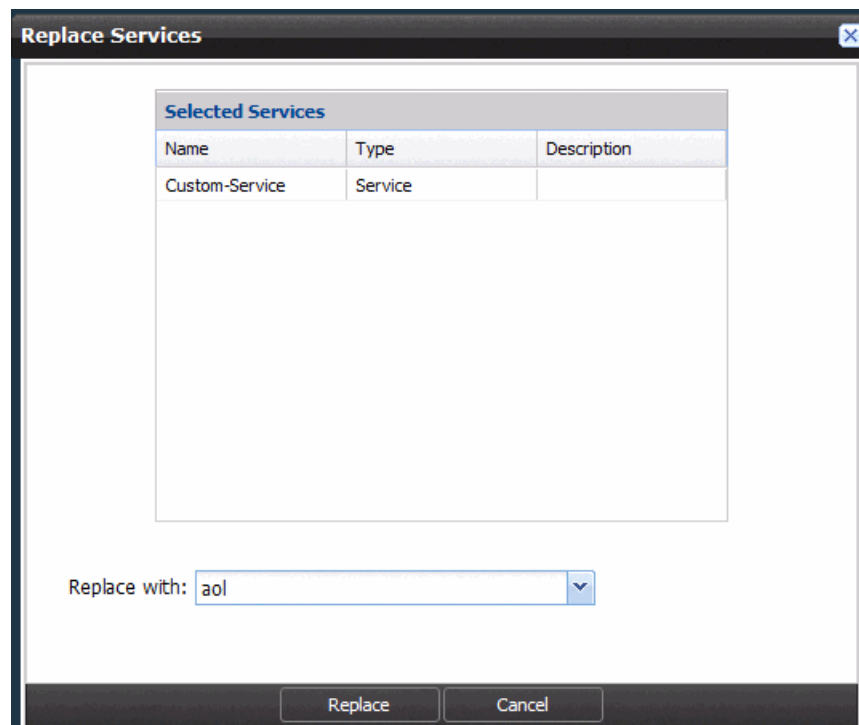 Replace Services
Selected Services
Name Type Description
Custom-Service Service
Replace with: aol
Replace Cancel